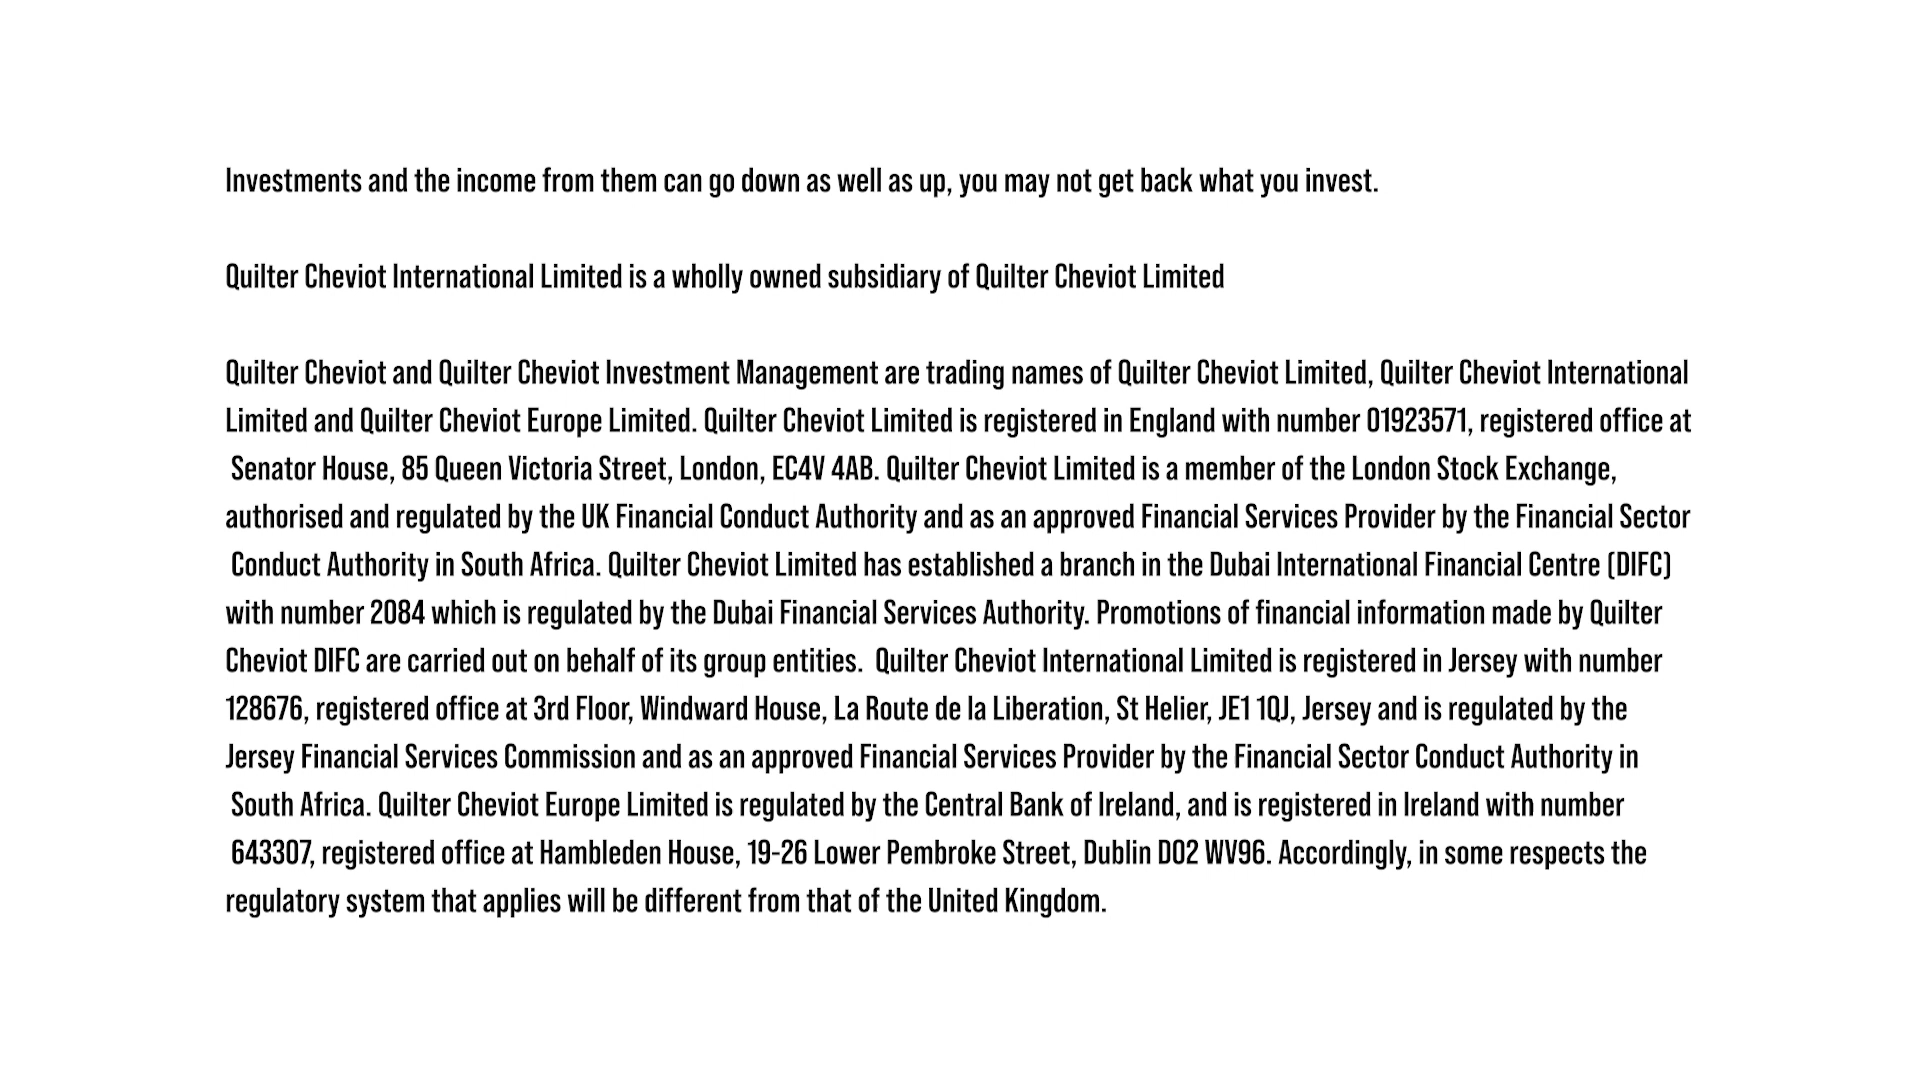 Investments and the income from them can go down as well as up, you may not get back what you invest.
Quilter Cheviot International Limited is a wholly owned subsidiary of Quilter Cheviot Limited
Quilter Cheviot and Quilter Cheviot Investment Management are trading names of Quilter Cheviot Limited, Quilter Cheviot International
Limited and Quilter Cheviot Europe Limited. Quilter Cheviot Limited is registered in England with number 01923571, registered office at
Senator House, 85 Queen Victoria Street, London, EC4V 4AB. Quilter Cheviot Limited is a member of the London Stock Exchange,
authorised and regulated by the UK Financial Conduct Authority and as an approved Financial Services Provider by the Financial Sector
Conduct Authority in South Africa. Quilter Cheviot Limited has established a branch in the Dubai International Financial Centre (DIFC)
with number 2084 which is regulated by the Dubai Financial Services Authority. Promotions of financial information made by Quilter
Cheviot DIFC are carried out on behalf of its group entities.  Quilter Cheviot International Limited is registered in Jersey with number
128676, registered office at 3rd Floor, Windward House, La Route de la Liberation, St Helier, JE1 1QJ, Jersey and is regulated by the
Jersey Financial Services Commission and as an approved Financial Services Provider by the Financial Sector Conduct Authority in
South Africa. Quilter Cheviot Europe Limited is regulated by the Central Bank of Ireland, and is registered in Ireland with number
643307, registered office at Hambleden House, 19-26 Lower Pembroke Street, Dublin D02 WV96. Accordingly, in some respects the
regulatory system that applies will be different from that of the United Kingdom.